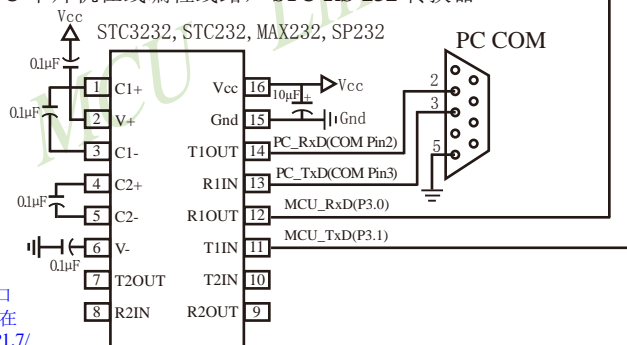 Vcc
STC3232,STC232,MAX232,SP232
PC COM
0.1μF
1 C1+ Vcc 16 Vcc
10μF +
0.1μF
2 V+ Gnd 15 Gnd
2
3
5
3 C1- T1OUT 14 PC_RxD(COM Pin2)
4 C2+ R1IN 13 PC_TxD(COM Pin3)
0.1μF
5 C2- R1OUT 12 MCU_RxD(P3.0)
6 V- T1IN 11 MCU_TxD(P3.1)
0.1μF
7 T2OUT T2IN 10
8 R2IN R2OUT 9
口
在
MCU